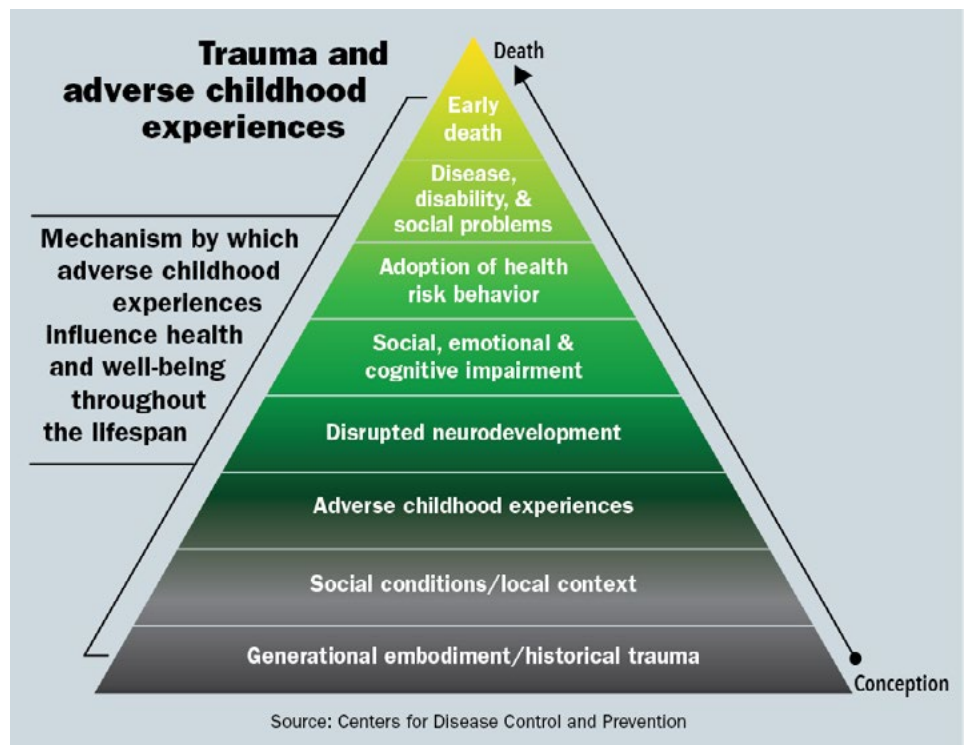 Trauma and
adverse childhood
experiences
Death
Early
death
Disease,
disability, &
social problems
Adoption of health
risk behavior
Social, emotional &
cognitive impairment
Disrupted neurodevelopment
Adverse childhood experiences
Social conditions/local context
Generational embodiment/historical trauma
Mechanism by which
adverse childhood
experiences
influence health
and well-being
throughout
the lifespan
Conception
Source: Centers for Disease Control and Prevention